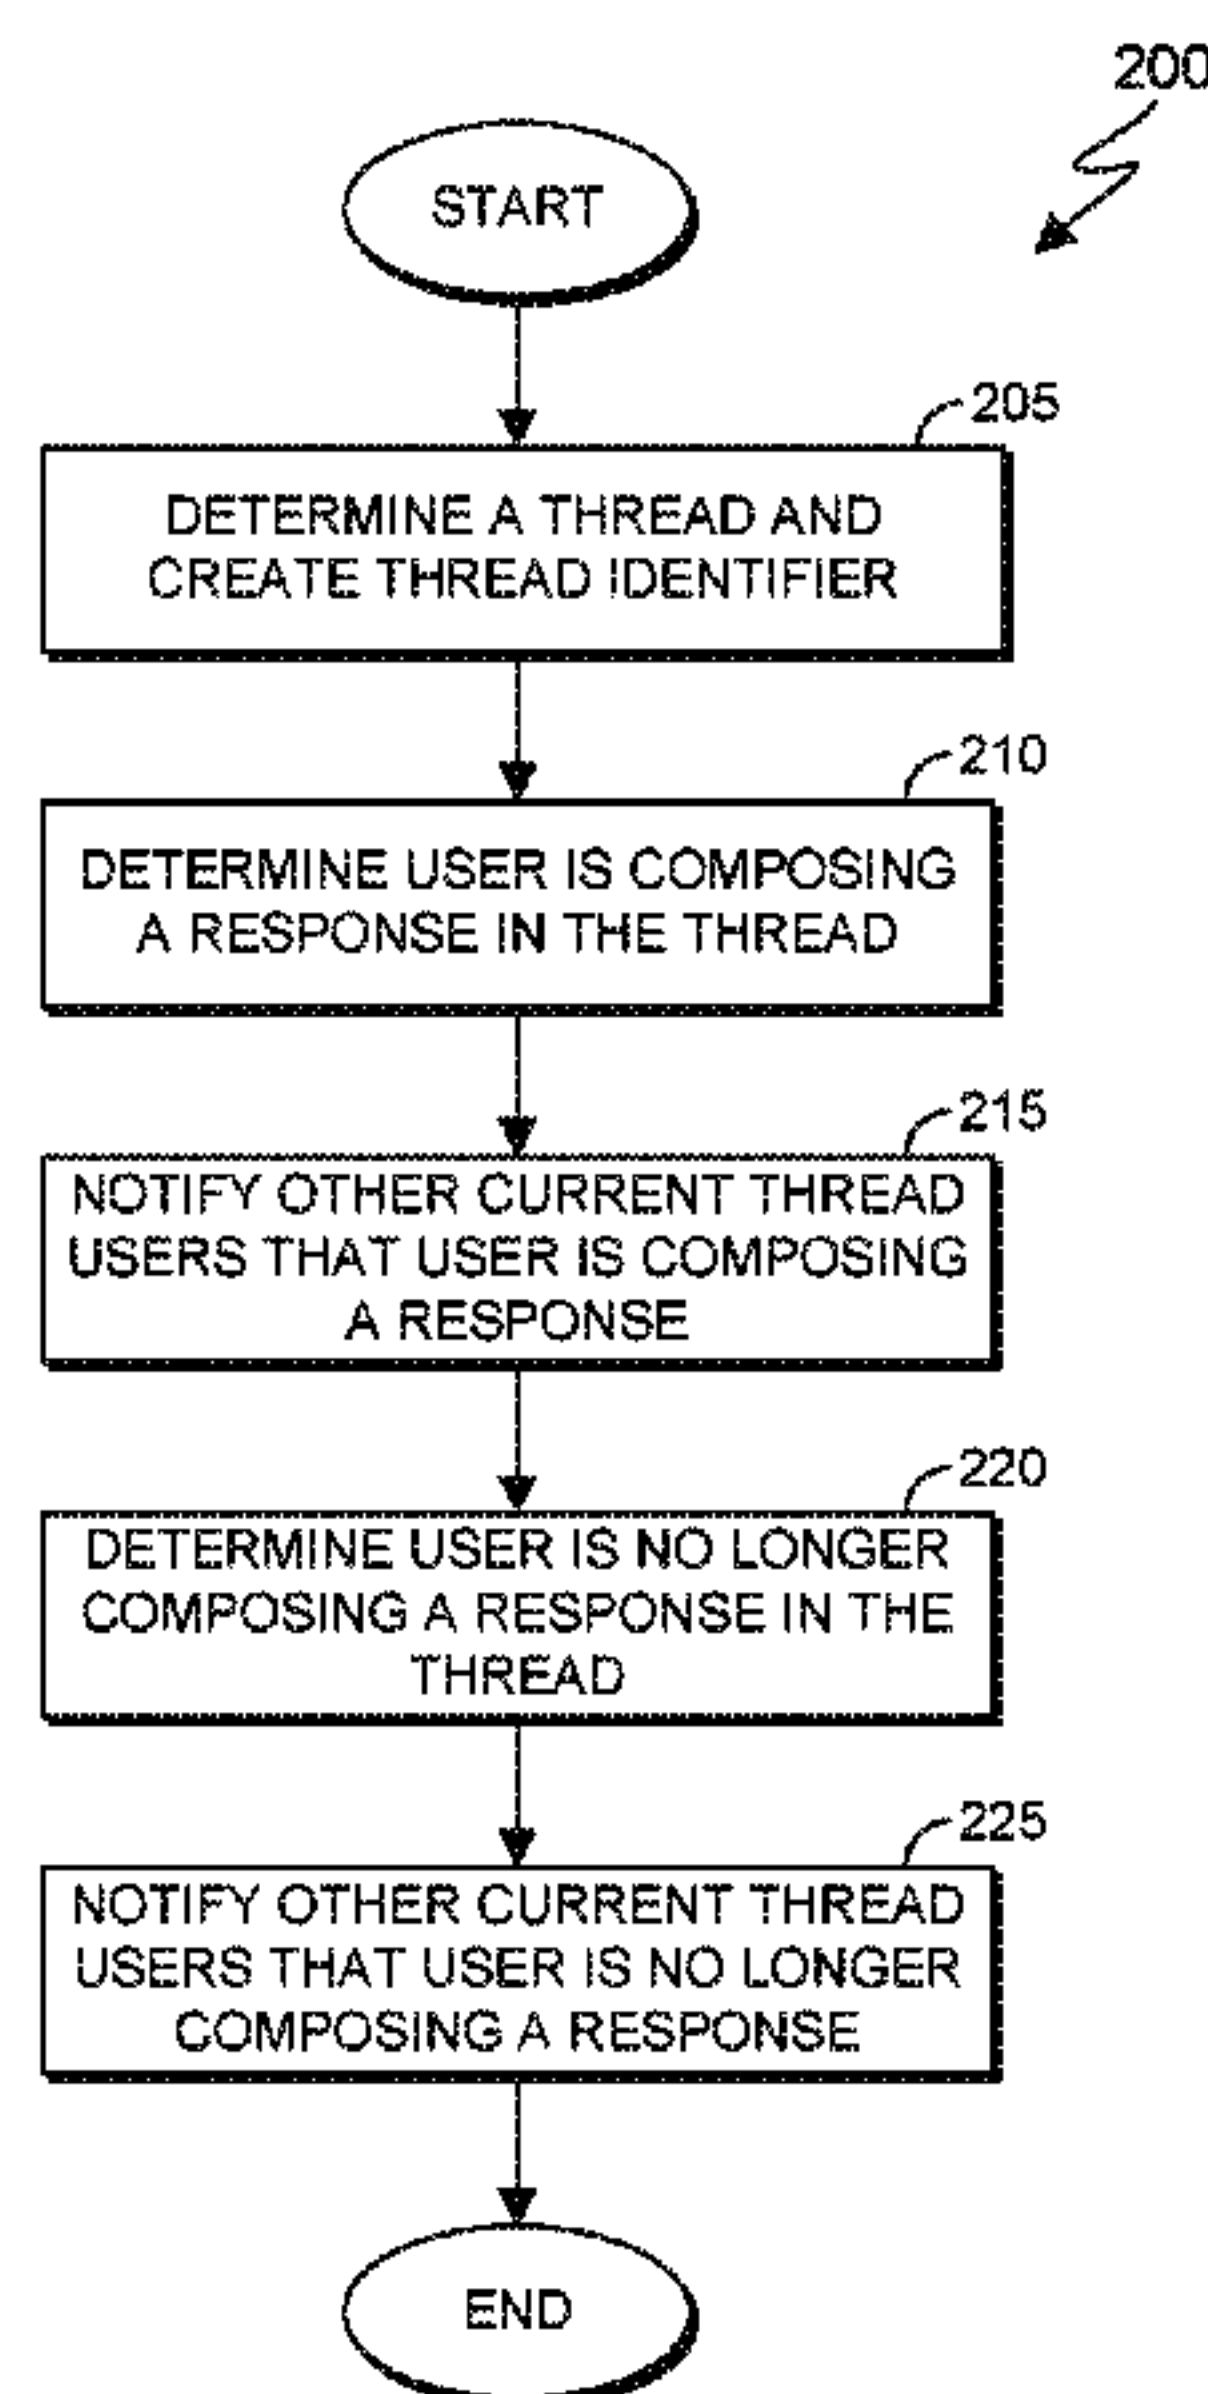 200
START
205
DETERMINE A THREAD AND
CREATE THREAD IDENTIFIER
210
DETERMINE USER IS COMPOSING
A RESPONSE IN THE THREAD
215
NOTIFY OTHER CURRENT THREAD
USERS THAT USER IS COMPOSING
A RESPONSE
220
DETERMINE USER IS NO LONGER
COMPOSING A RESPONSE IN THE
THREAD
225
NOTIFY OTHER CURRENT THREAD
USERS THAT USER IS NO LONGER
COMPOSING A RESPONSE
END